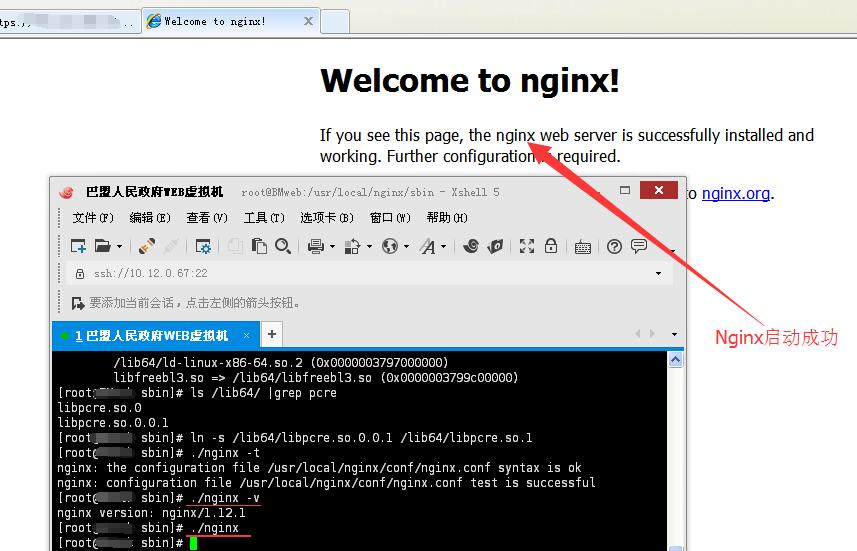 Welcome to nginx!
Welcome to nginx!
If you see this page, the nginx web server is successfully installed and
working. Further configuration is required.
to nginx.org.
巴盟人民政府WEB虚拟机 root@BMweb:/usr/local/nginx/sbin - Xshell 5
文件(F) 编辑(E) 查看(V) 工具(T) 选项卡(B) 窗口(W) 帮助(H)
ssh://10.12.0.67:22
要添加当前会话，点击左侧的箭头按钮。
1 巴盟人民政府WEB虚拟机
Nginx启动成功
/lib64/ld-linux-x86-64.so.2 (0x0000003797000000)
libfreebl3.so => /lib64/libfreebl3.so (0x0000003799c00000)
[root sbin]# ls /lib64/ |grep pcre
libpcre.so.0
libpcre.so.0.0.1
[root sbin]# ln -s /lib64/libpcre.so.0.0.1 /lib64/libpcre.so.1
[root sbin]# ./nginx -t
nginx: the configuration file /usr/local/nginx/conf/nginx.conf syntax is ok
nginx: configuration file /usr/local/nginx/conf/nginx.conf test is successful
[root sbin]# ./nginx -v
nginx version: nginx/1.12.1
[root sbin]# ./nginx
[root sbin]#